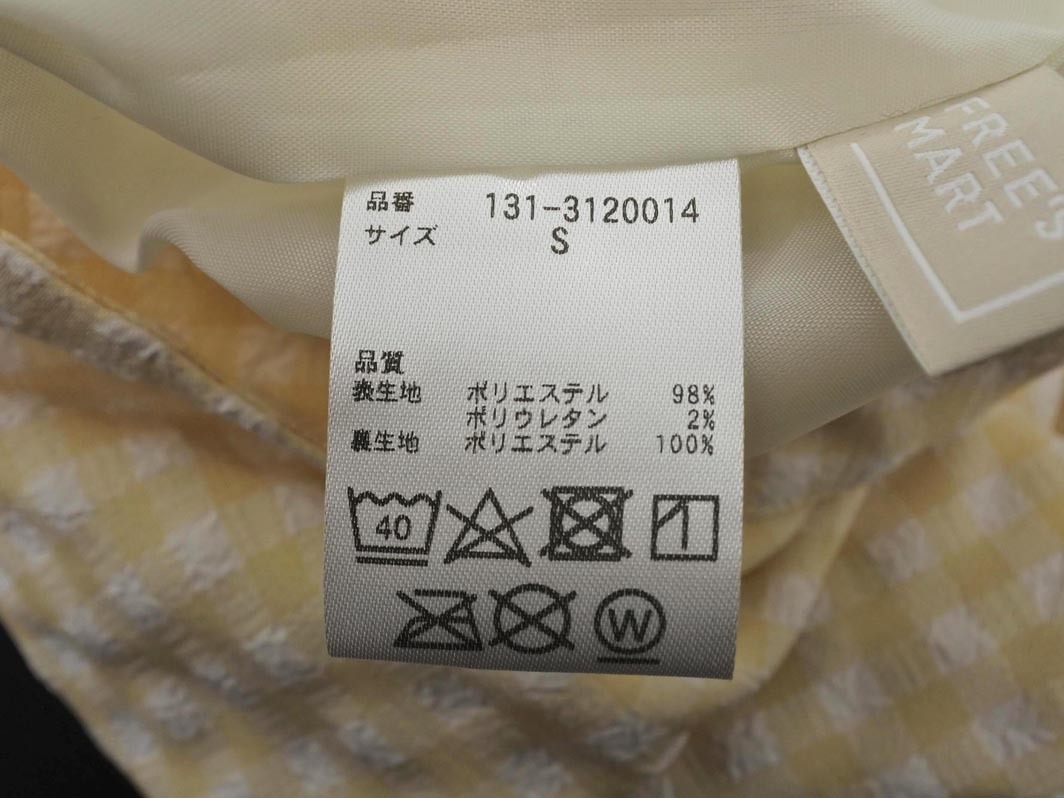 品番 131-3120014
サイズ S
品質
表生地 ポリエステル 98%
ポリウレタン 2%
裏生地 ポリエステル 100%
40
W
FREE'S
MART